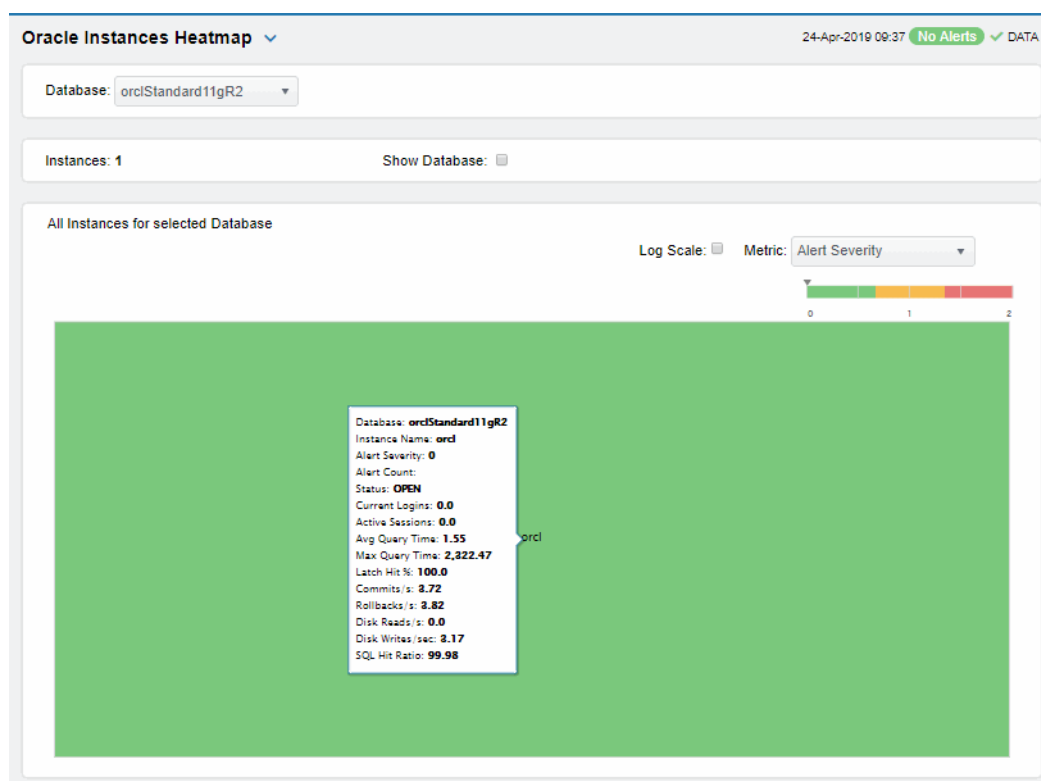 Oracle Instances Heatmap 24-Apr-2019 09:37 No Alerts DATA
Database: orclStandard11gR2
Instances: 1 Show Database:
All Instances for selected Database
Log Scale: Metric: Alert Severity
0 1 2
Database: orclStandard11gR2
Instance Name: orcl
Alert Severity: 0
Alert Count:
Status: OPEN
Current Logins: 0.0
Active Sessions: 0.0
Avg Query Time: 1.55
orcl
Max Query Time: 2,322.47
Latch Hit %: 100.0
Commits/s: 3.72
Rollbacks/s: 3.82
Disk Reads/s: 0.0
Disk Writes/sec: 3.17
SQL Hit Ratio: 99.98